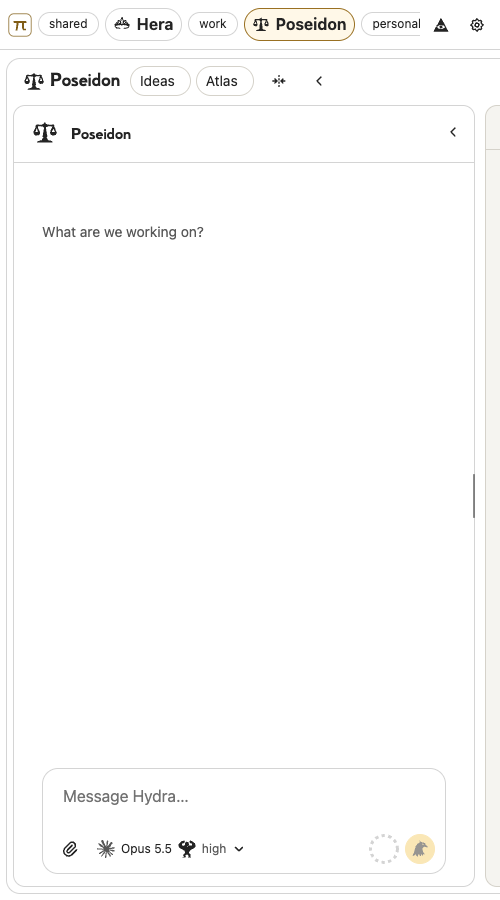 π shared Hera work Poseidon personal
Poseidon Ideas Atlas
Poseidon
What are we working on?
Message Hydra...
Opus 5.5 high